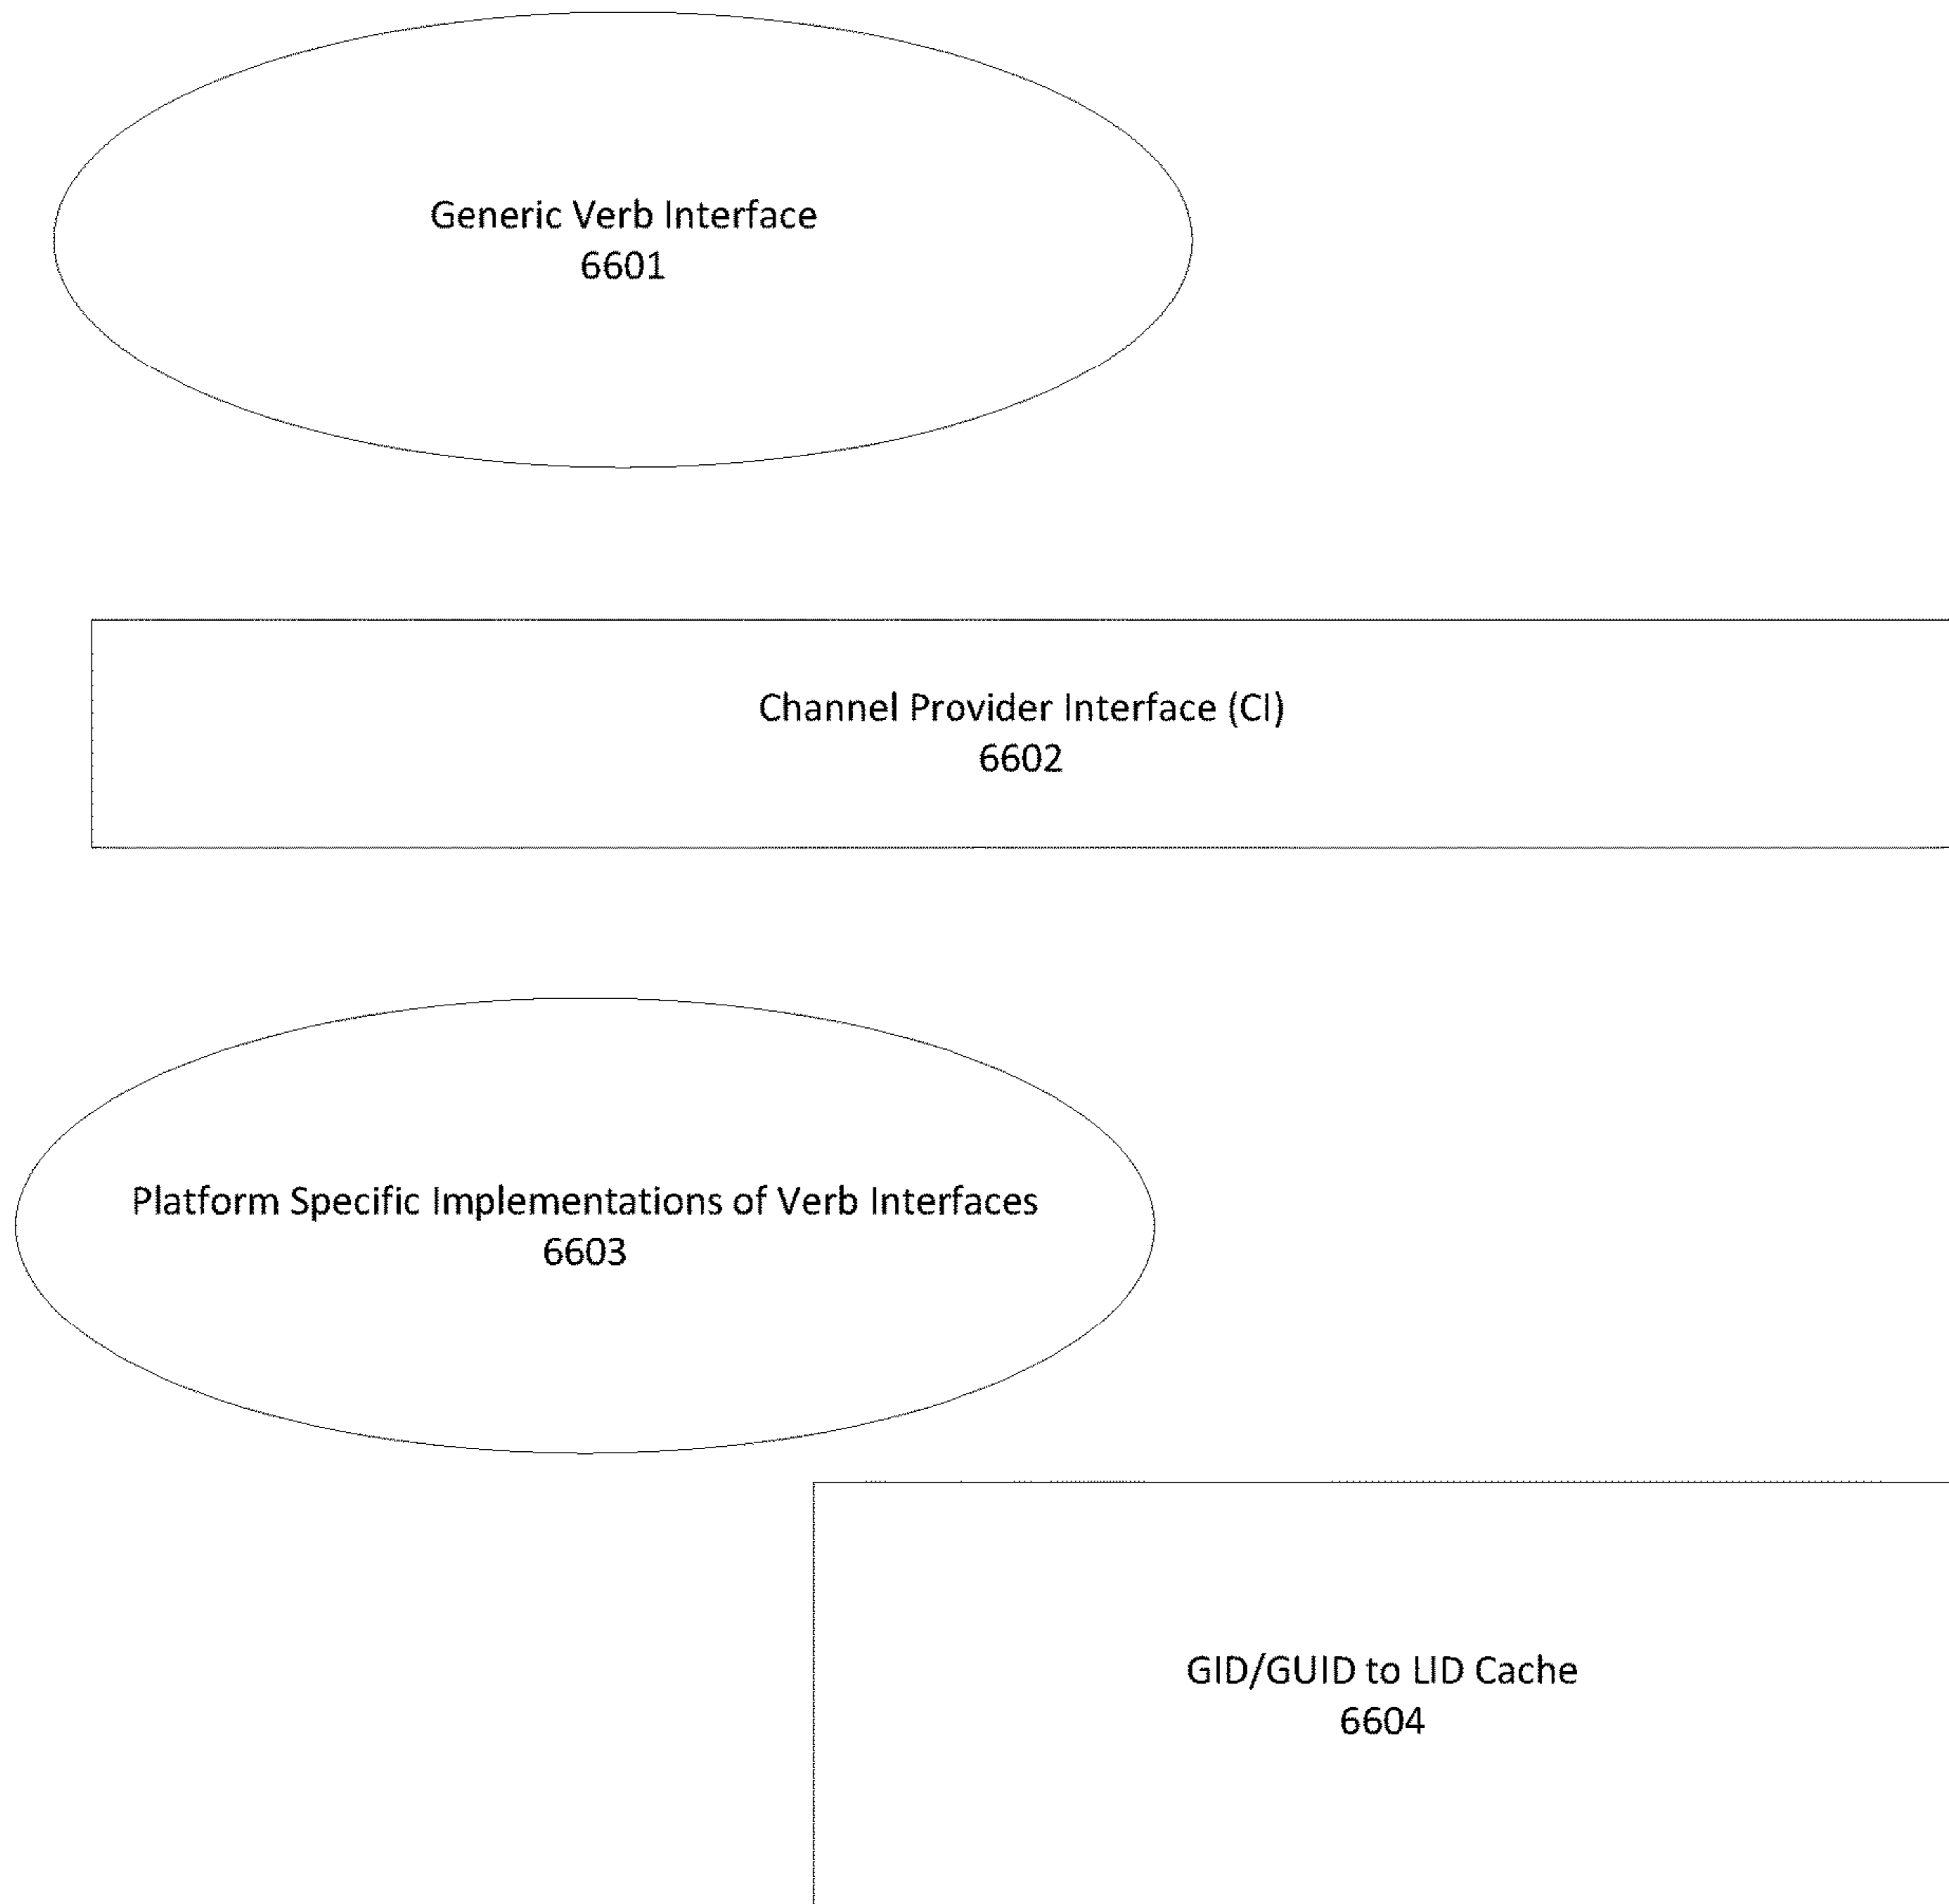 Generic Verb Interface
6601
Channel Provider Interface (CI)
6602
Platform Specific Implementations of Verb Interfaces
6603
GID/GUID to LID Cache
6604